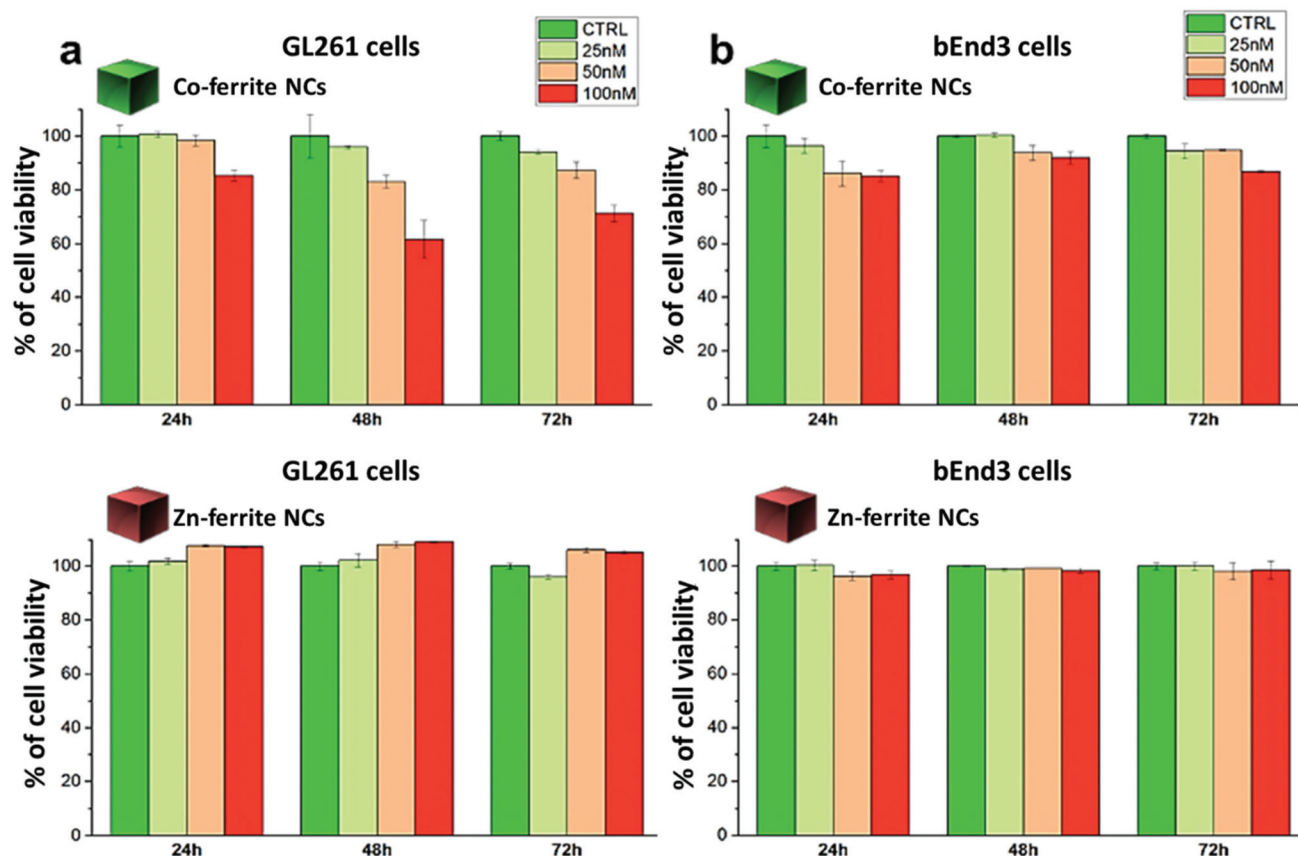 a
GL261 cells
Co-ferrite NCs
CTRL
25nM
50nM
100nM
% of cell viability
100
80
60
40
20
0
24h
48h
72h
b
bEnd3 cells
Co-ferrite NCs
CTRL
25nM
50nM
100nM
% of cell viability
100
80
60
40
20
0
24h
48h
72h
GL261 cells
Zn-ferrite NCs
% of cell viability
100
80
60
40
20
0
24h
48h
72h
bEnd3 cells
Zn-ferrite NCs
% of cell viability
100
80
60
40
20
0
24h
48h
72h